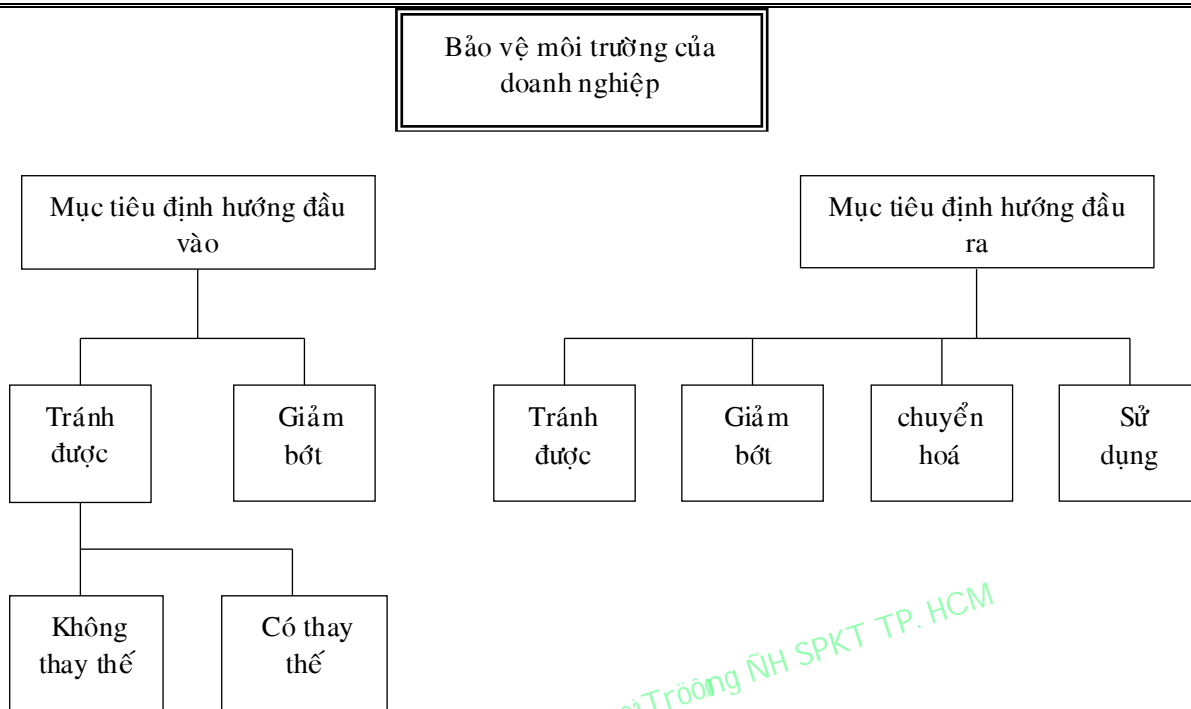 Bảo vệ môi trường của
doanh nghiệp
Mục tiêu định hướng đầu
vào
Mục tiêu định hướng đầu
ra
Tránh
được
Giảm
bớt
Tránh
được
Giảm
bớt
chuyển
hoá
Sử
dụng
Không
thay thế
Có thay
thế
Tröôøng ÑH SPKT TP. HCM